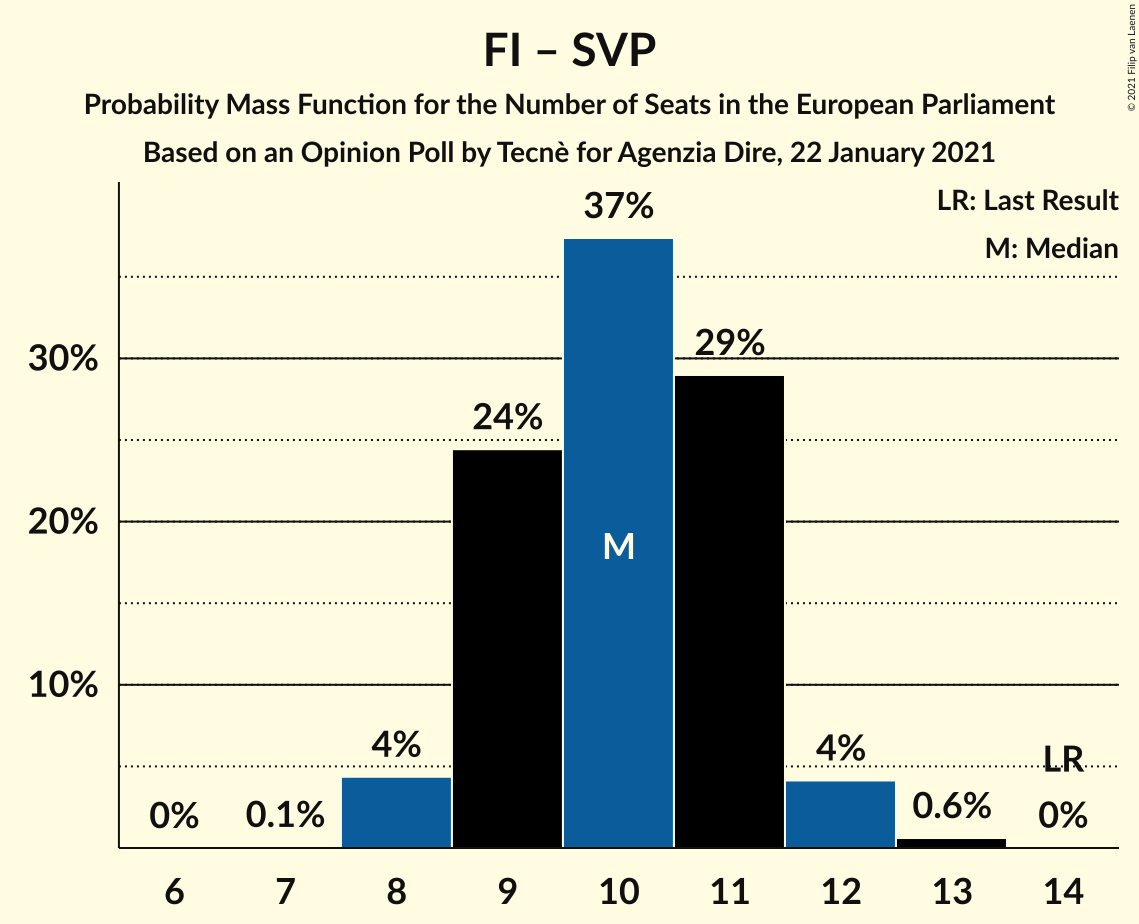 FI – SVP
Probability Mass Function for the Number of Seats in the European Parliament
Based on an Opinion Poll by Tecnè for Agenzia Dire, 22 January 2021
© 2021 Filip van Laenen
LR: Last Result
M: Median
37%
30%
29%
24%
20%
M
10%
4%
4%
LR
0%
0.1%
0.6%
0%
6 7 8 9 10 11 12 13 14